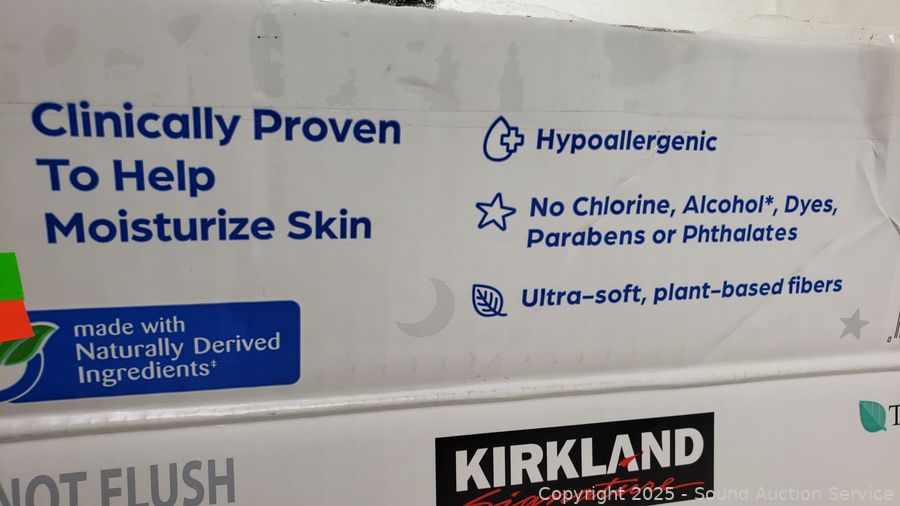 Clinically Proven
To Help
Moisturize Skin
Hypoallergenic
No Chlorine, Alcohol*, Dyes,
Parabens or Phthalates
Ultra-soft, plant-based fibers
made with
Naturally Derived
Ingredients‡
NOT FLUSH
KIRKLAND
Signature
Copyright 2025 - Sound Auction Service